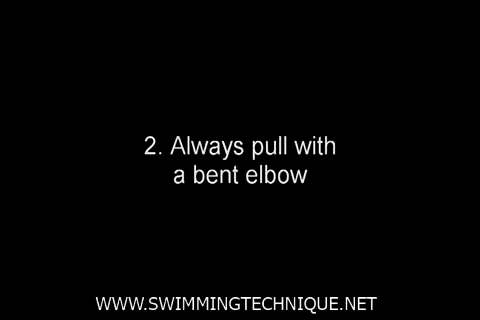 2. Always pull with
a bent elbow
WWW.SWIMMINGTECHNIQUE.NET